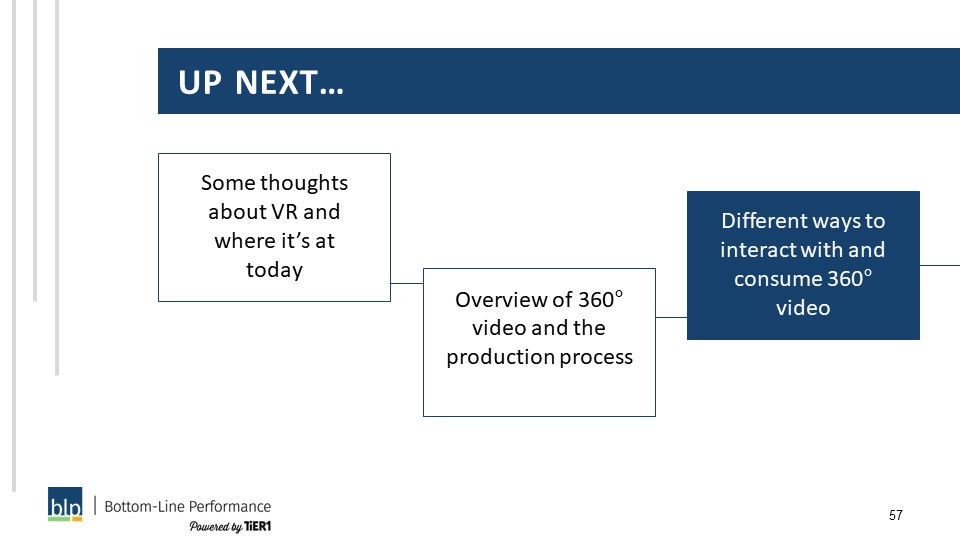 UP NEXT…
Some thoughts
about VR and
where it’s at
today
Overview of 360°
video and the
production process
Different ways to
interact with and
consume 360°
video
blp | Bottom-Line Performance
Powered by TiER1
57